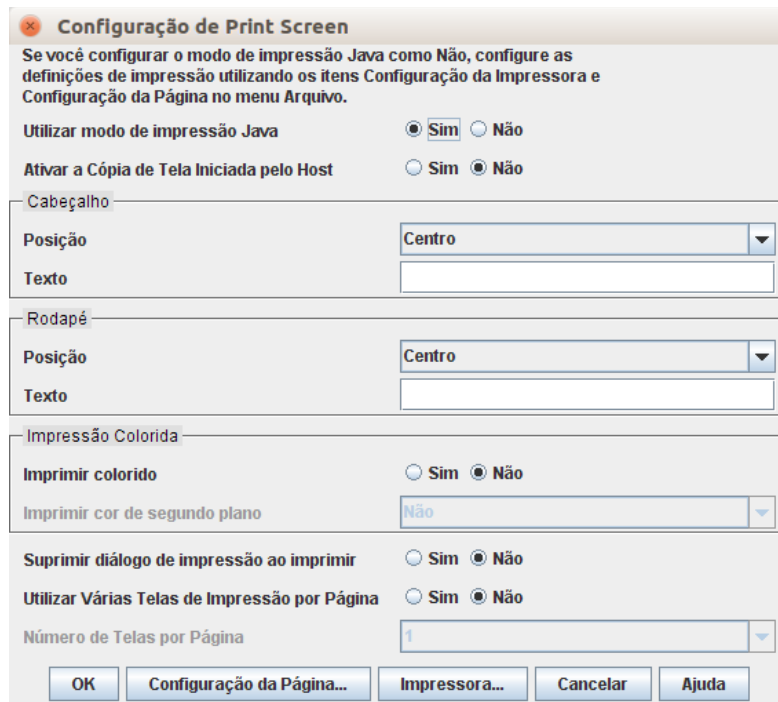 Configuração de Print Screen
Se você configurar o modo de impressão Java como Não, configure as
definições de impressão utilizando os itens Configuração da Impressora e
Configuração da Página no menu Arquivo.
Utilizar modo de impressão Java Sim Não
Ativar a Cópia de Tela Iniciada pelo Host Sim Não
Cabeçalho
Posição Centro
Texto
Rodapé
Posição Centro
Texto
Impressão Colorida
Imprimir colorido Sim Não
Imprimir cor de segundo plano Não
Suprimir diálogo de impressão ao imprimir Sim Não
Utilizar Várias Telas de Impressão por Página Sim Não
Número de Telas por Página 1
OK Configuração da Página... Impressora... Cancelar Ajuda